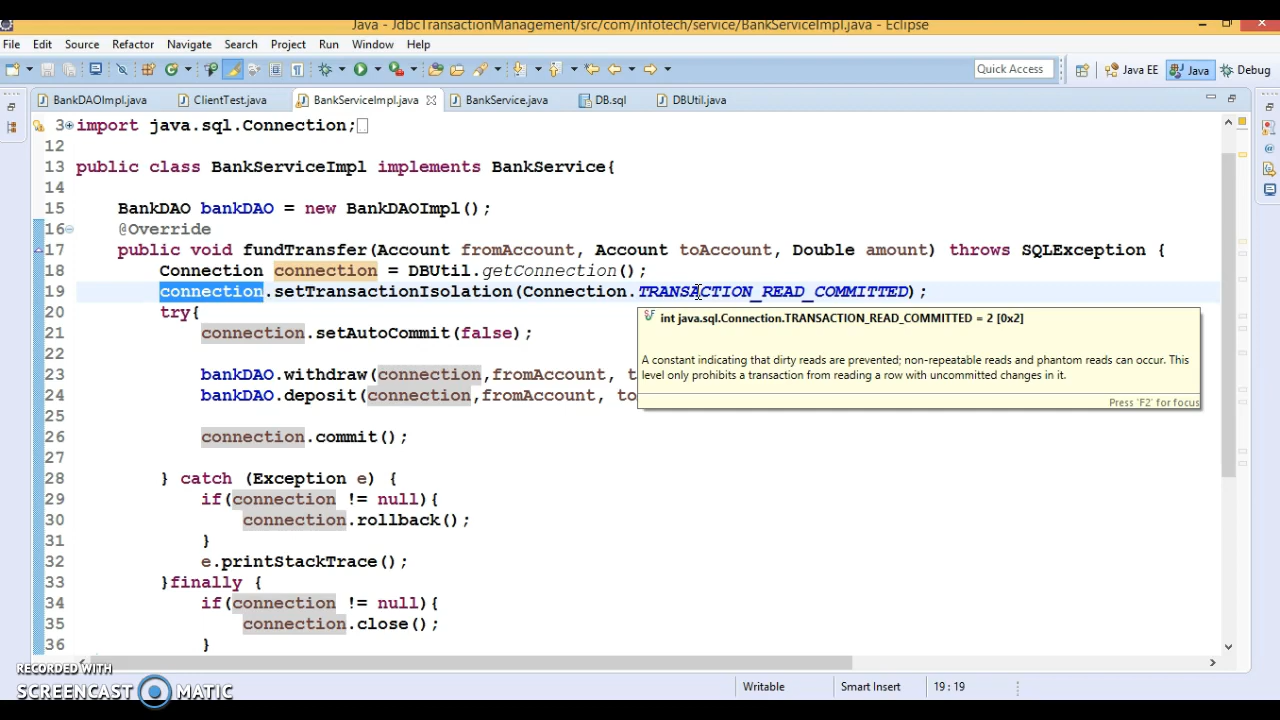 Java - JdbcTransactionManagement/src/com/infotech/service/BankServiceImpl.java - Eclipse
File Edit Source Refactor Navigate Search Project Run Window Help
Quick Access Java EE Java Debug
BankDAOImpl.java ClientTest.java BankServiceImpl.java BankService.java DB.sql DBUtil.java
3 import java.sql.Connection;
12
13 public class BankServiceImpl implements BankService{
14
15 BankDAO bankDAO = new BankDAOImpl();
16 @Override
17 public void fundTransfer(Account fromAccount, Account toAccount, Double amount) throws SQLException {
18 Connection connection = DBUtil.getConnection();
19 connection.setTransactionIsolation(Connection.TRANSACTION_READ_COMMITTED);
20 try{
int java.sql.Connection.TRANSACTION_READ_COMMITTED = 2 [0x2]
21 connection.setAutoCommit(false);
22
A constant indicating that dirty reads are prevented; non-repeatable reads and phantom reads can occur. This
level only prohibits a transaction from reading a row with uncommitted changes in it.
23 bankDAO.withdraw(connection,fromAccount, t
24 bankDAO.deposit(connection,fromAccount, to
Press 'F2' for focus
25
26 connection.commit();
27
28 } catch (Exception e) {
29 if(connection != null){
30 connection.rollback();
31 }
32 e.printStackTrace();
33 }finally {
34 if(connection != null){
35 connection.close();
36 }
RECORDED WITH
SCREENCAST MATIC
Writable Smart Insert 19 : 19